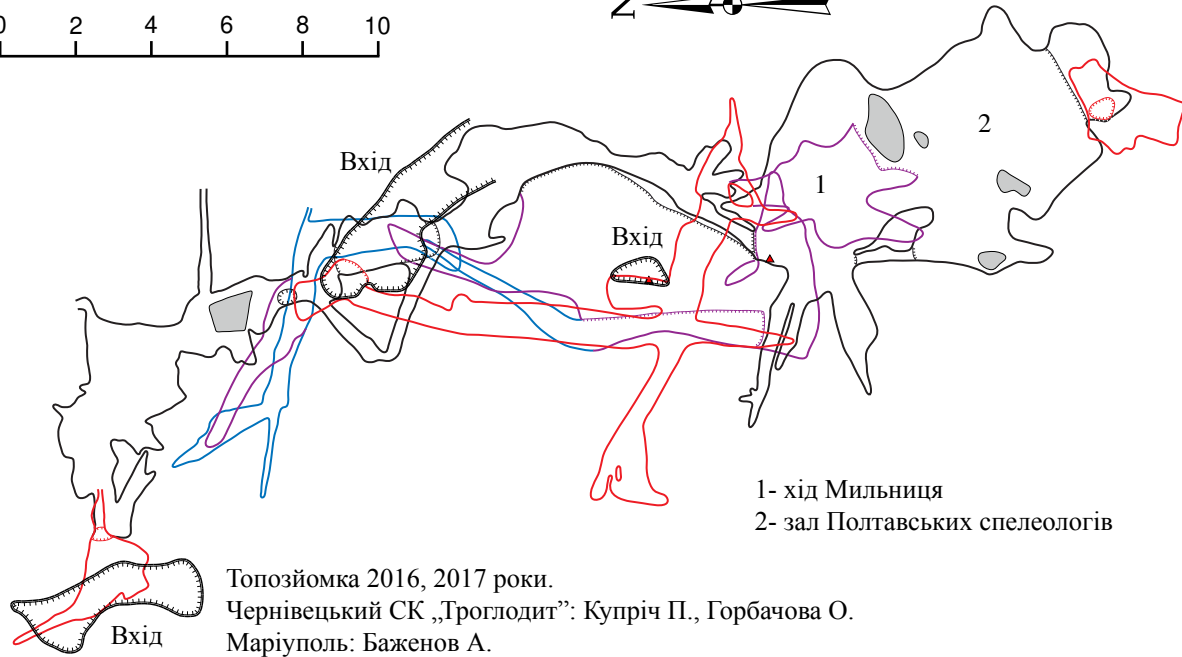 0 2 4 6 8 10
N
Вхід
2
1
Вхід
1- хід Мильниця
2- зал Полтавських спелеологів
Топозйомка 2016, 2017 роки.
Чернівецький СК „Троглодит”: Купріч П., Горбачова О.
Вхід
Маріуполь: Баженов А.